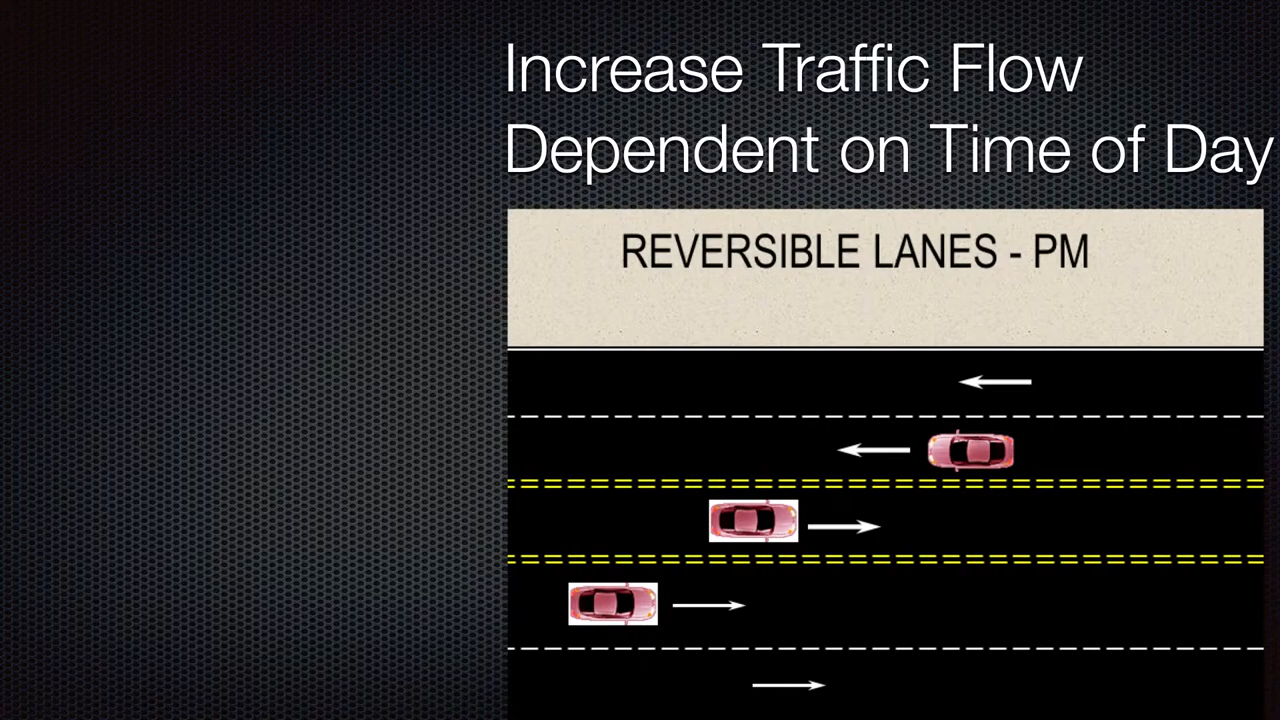 Increase Traffic Flow
Dependent on Time of Day
REVERSIBLE LANES - PM